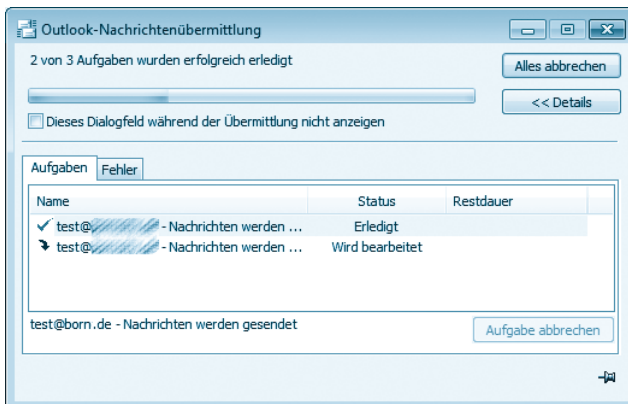 Outlook-Nachrichtenübermittlung
2 von 3 Aufgaben wurden erfolgreich erledigt
Alles abbrechen
<< Details
Dieses Dialogfeld während der Übermittlung nicht anzeigen
Aufgaben Fehler
Name Status Restdauer
test@ - Nachrichten werden ... Erledigt
test@ - Nachrichten werden ... Wird bearbeitet
test@born.de - Nachrichten werden gesendet
Aufgabe abbrechen